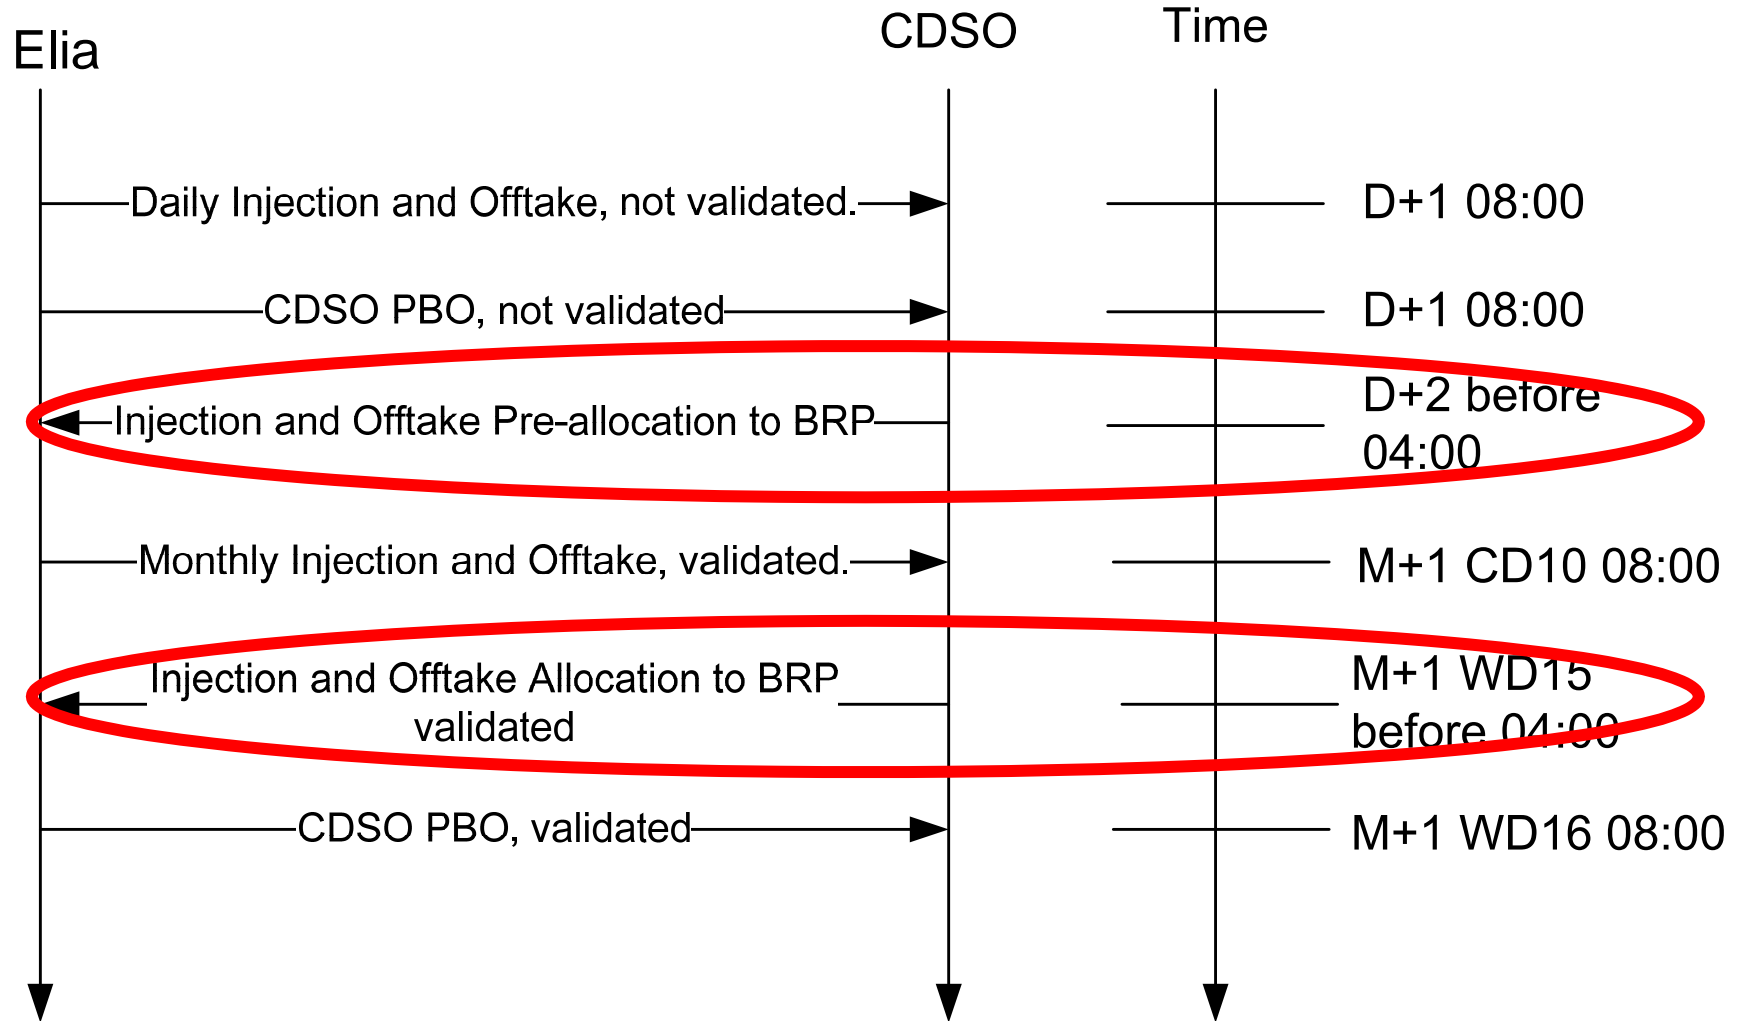 Elia
CDSO
Time
Daily Injection and Offtake, not validated.
D+1 08:00
CDSO PBO, not validated
D+1 08:00
Injection and Offtake Pre-allocation to BRP
D+2 before
04:00
Monthly Injection and Offtake, validated.
M+1 CD10 08:00
Injection and Offtake Allocation to BRP
validated
M+1 WD15
before 04:00
CDSO PBO, validated
M+1 WD16 08:00